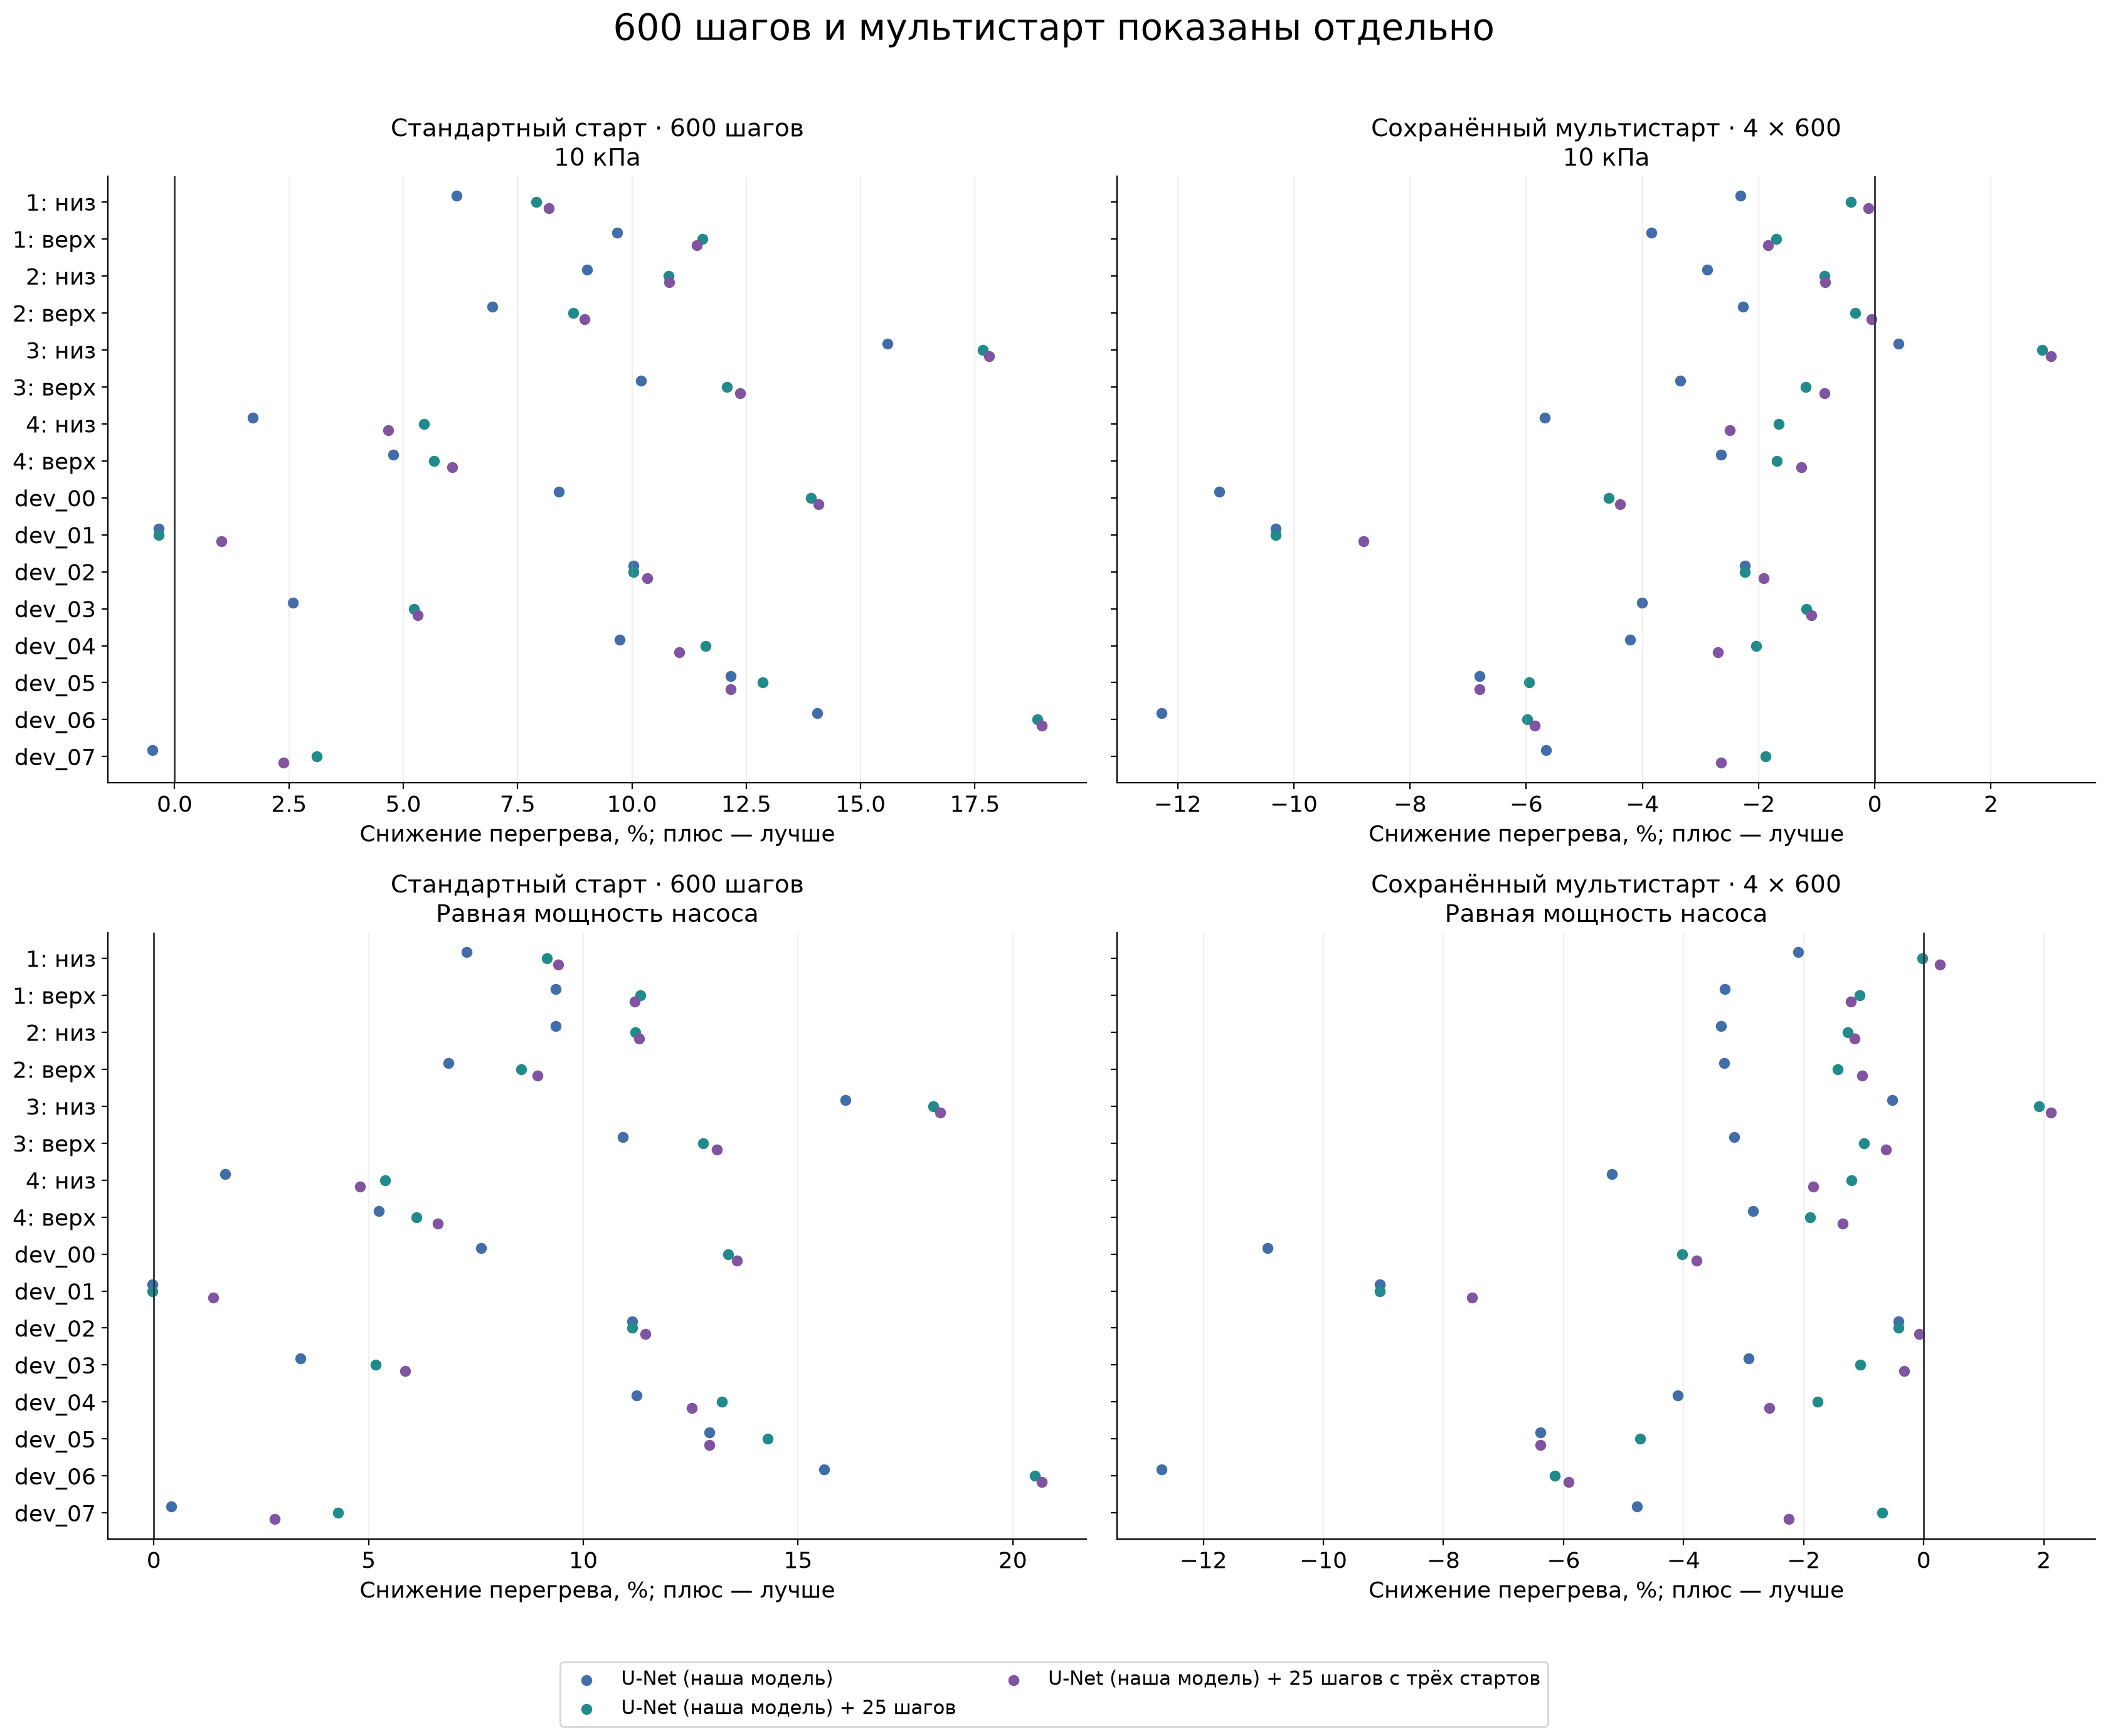 600 шагов и мультистарт показаны отдельно
Стандартный старт · 600 шагов
10 кПа
1: низ
1: верх
2: низ
2: верх
3: низ
3: верх
4: низ
4: верх
dev_00
dev_01
dev_02
dev_03
dev_04
dev_05
dev_06
dev_07
0.0 2.5 5.0 7.5 10.0 12.5 15.0 17.5
Снижение перегрева, %; плюс — лучше
Сохранённый мультистарт · 4 × 600
10 кПа
−12 −10 −8 −6 −4 −2 0 2
Снижение перегрева, %; плюс — лучше
Стандартный старт · 600 шагов
Равная мощность насоса
1: низ
1: верх
2: низ
2: верх
3: низ
3: верх
4: низ
4: верх
dev_00
dev_01
dev_02
dev_03
dev_04
dev_05
dev_06
dev_07
0 5 10 15 20
Снижение перегрева, %; плюс — лучше
Сохранённый мультистарт · 4 × 600
Равная мощность насоса
−12 −10 −8 −6 −4 −2 0 2
Снижение перегрева, %; плюс — лучше
U-Net (наша модель)
U-Net (наша модель) + 25 шагов
U-Net (наша модель) + 25 шагов с трёх стартов